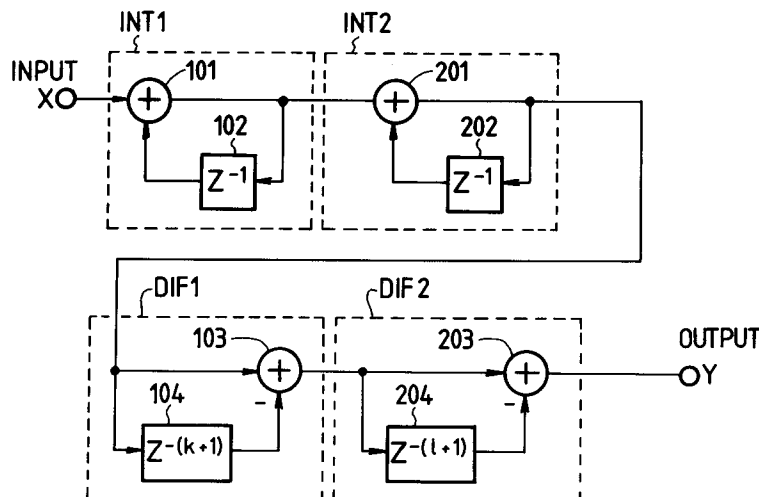 INT1
INT2
INPUT
X
101
+
201
+
102
Z⁻¹
202
Z⁻¹
DIF1
DIF2
103
+
-
203
+
-
OUTPUT
Y
104
Z⁻⁽ᵏ⁺¹⁾
204
Z⁻⁽ˡ⁺¹⁾